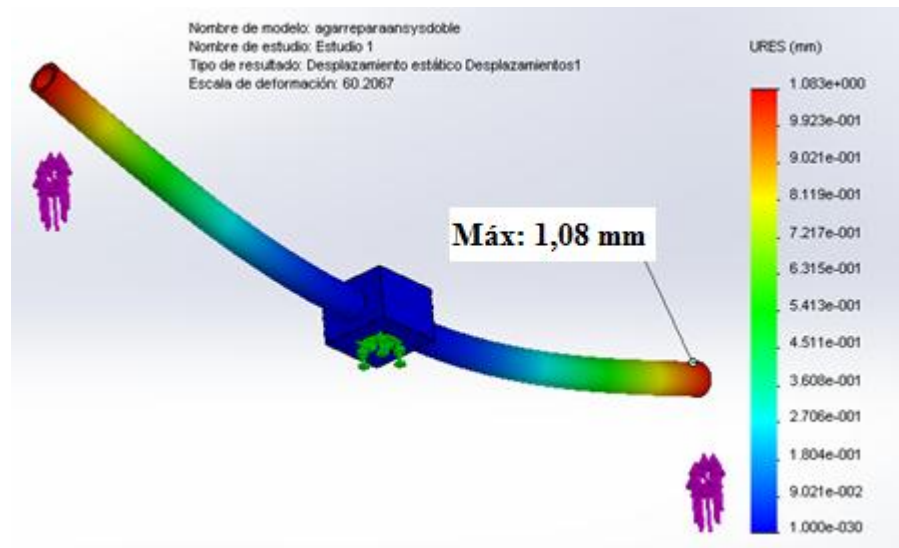 Nombre de modelo: agarreparaansysdoble
Nombre de estudio: Estudio 1
Tipo de resultado: Desplazamiento estático Desplazamientos1
Escala de deformación: 60.2067
URES (mm)
1.083e+000
9.923e-001
9.021e-001
8.119e-001
7.217e-001
6.315e-001
5.413e-001
4.511e-001
3.608e-001
2.706e-001
1.804e-001
9.021e-002
1.000e-030
Máx: 1,08 mm